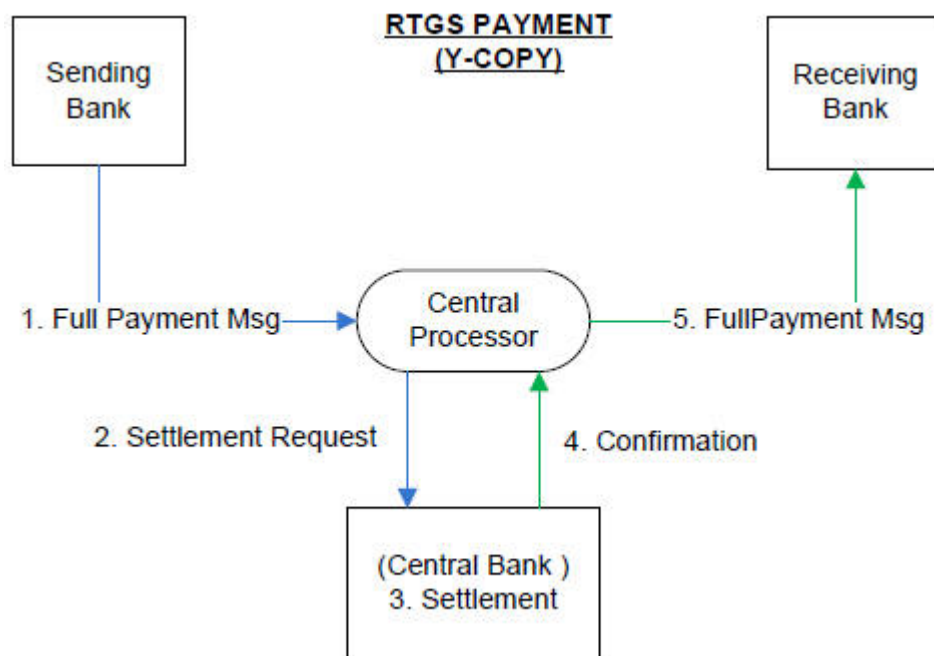 RTGS PAYMENT
(Y-COPY)
Sending
Bank
Receiving
Bank
1. Full Payment Msg
Central
Processor
5. FullPayment Msg
2. Settlement Request
4. Confirmation
(Central Bank )
3. Settlement